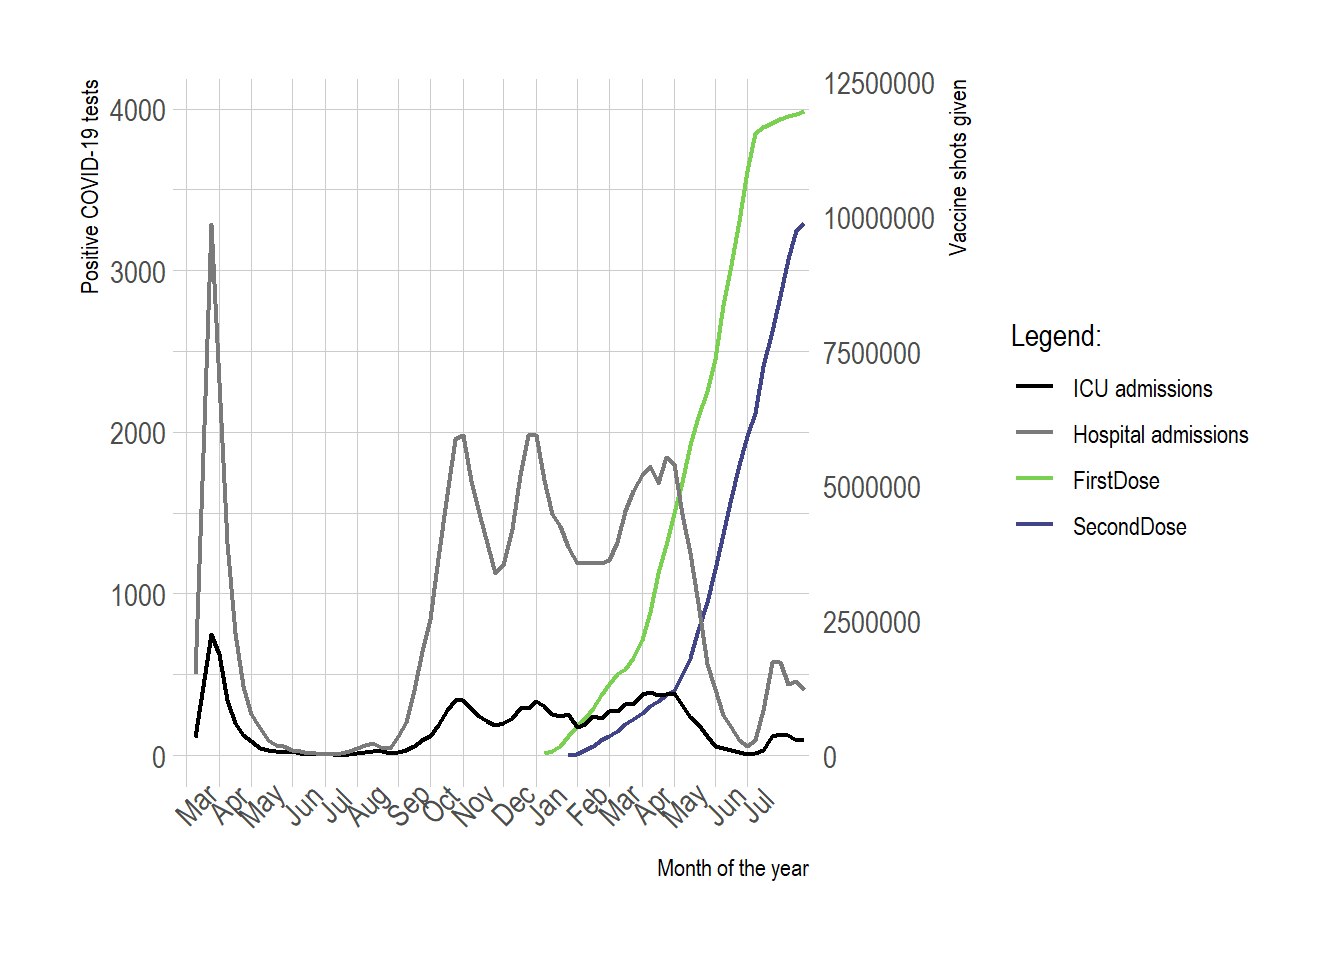 Positive COVID-19 tests
4000
3000
2000
1000
0
12500000
10000000
7500000
5000000
2500000
0
Vaccine shots given
Mar
Apr
May
Jun
Jul
Aug
Sep
Oct
Nov
Dec
Jan
Feb
Mar
Apr
May
Jun
Jul
Month of the year
Legend:
ICU admissions
Hospital admissions
FirstDose
SecondDose